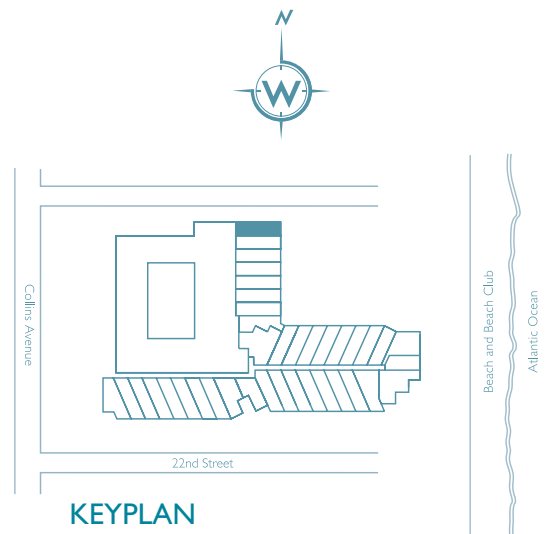 N
W
Collins Avenue
Beach and Beach Club
Atlantic Ocean
22nd Street
KEYPLAN